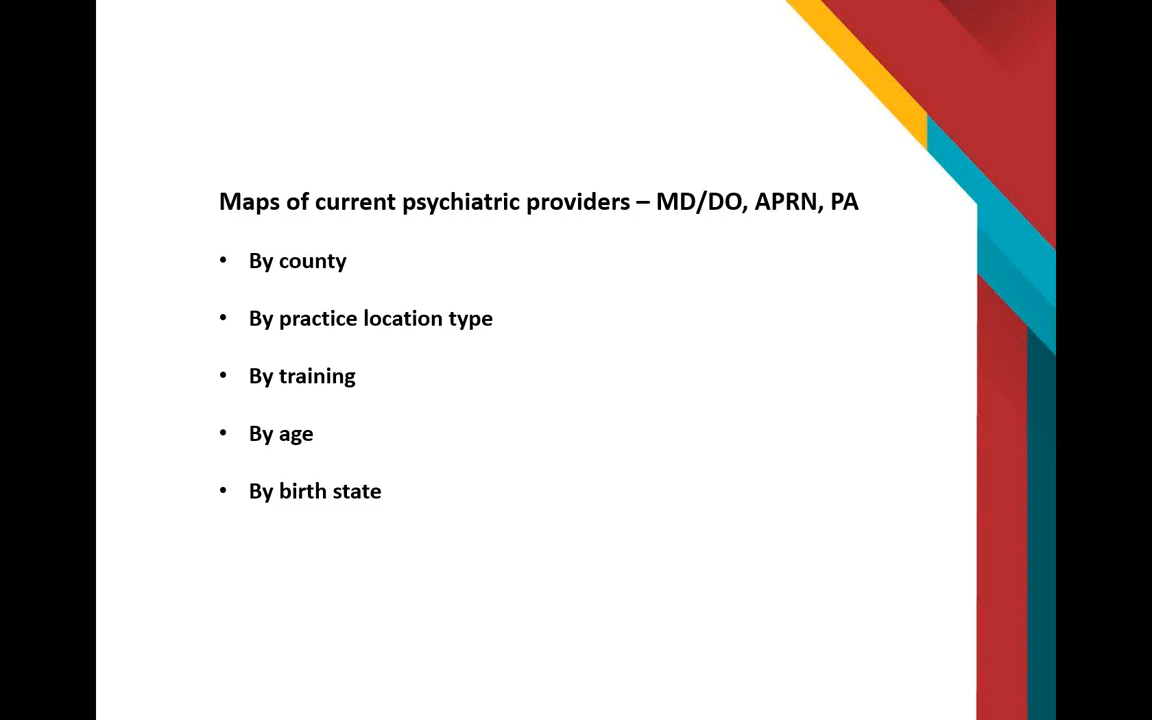 Maps of current psychiatric providers – MD/DO, APRN, PA
• By county
• By practice location type
• By training
• By age
• By birth state